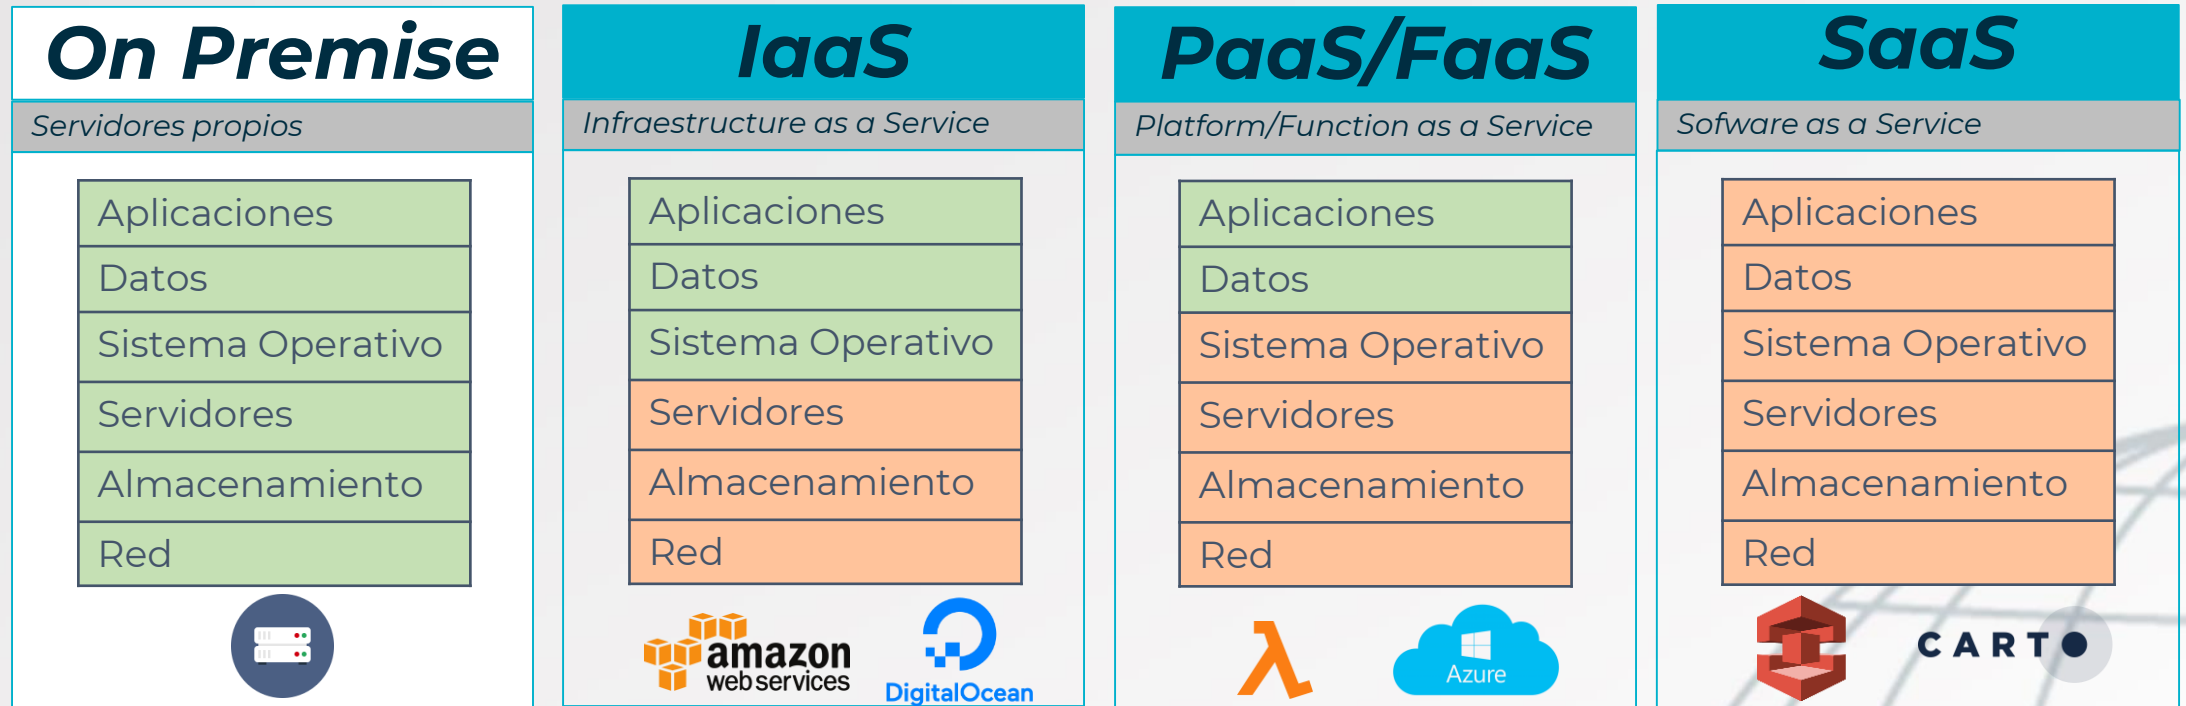 On Premise
Servidores propios
Aplicaciones
Datos
Sistema Operativo
Servidores
Almacenamiento
Red
IaaS
Infraestructure as a Service
Aplicaciones
Datos
Sistema Operativo
Servidores
Almacenamiento
Red
amazon
web services
DigitalOcean
PaaS/FaaS
Platform/Function as a Service
Aplicaciones
Datos
Sistema Operativo
Servidores
Almacenamiento
Red
λ
Azure
SaaS
Sofware as a Service
Aplicaciones
Datos
Sistema Operativo
Servidores
Almacenamiento
Red
CARTO